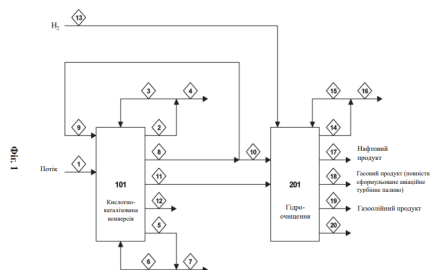 H₂
13
3
4
15
16
9
2
14
Нафтовий
продукт
8
10
17
Потік
1
101
201
Гасовий продукт (повністю
сформульоване авіаційне
турбінне паливо)
11
18
Кислотно-
каталізована
конверсія
Гідро-
очищення
12
19
Газоолійний продукт
5
20
6
7
Фіг. 1